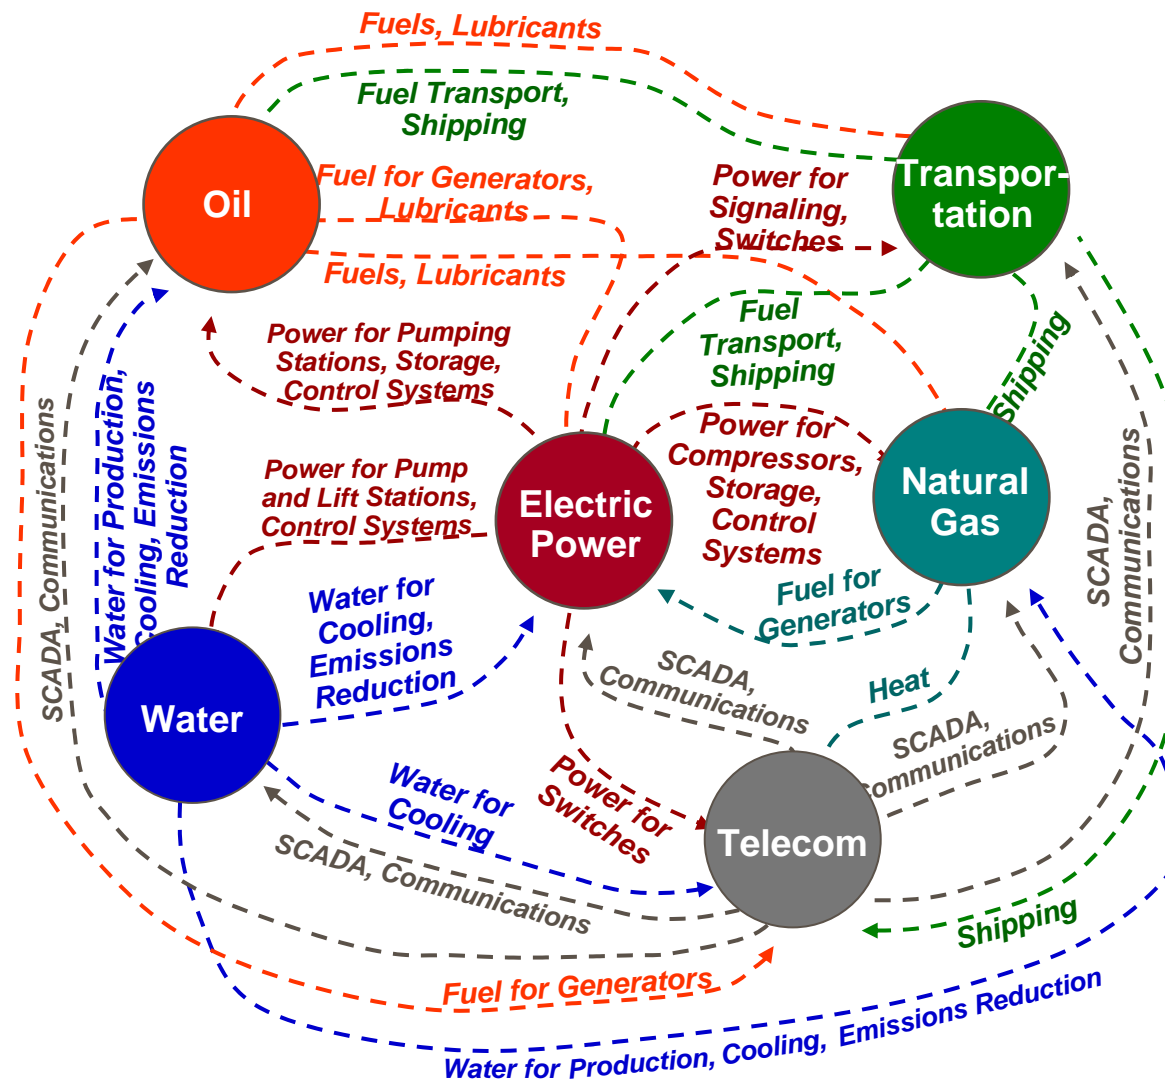 Fuels, Lubricants
Fuel Transport,
Shipping
Transpor-
tation
Oil
Fuel for Generators,
Lubricants
Power for
Signaling,
Switches
Fuels, Lubricants
Fuel
Transport,
Shipping
Shipping
Power for Pumping
Stations, Storage,
Control Systems
Water for Production,
Cooling, Emissions
Reduction
SCADA, Communications
Power for Pump
and Lift Stations,
Control Systems
Electric
Power
Power for
Compressors,
Storage,
Control
Systems
Natural
Gas
SCADA,
Communications
Water for
Cooling,
Emissions
Reduction
Fuel for
Generators
SCADA,
Communications
Heat
SCADA,
Communications
Water
Water for
Cooling
Power for
Switches
Telecom
SCADA, Communications
Shipping
Fuel for Generators
Water for Production, Cooling, Emissions Reduction